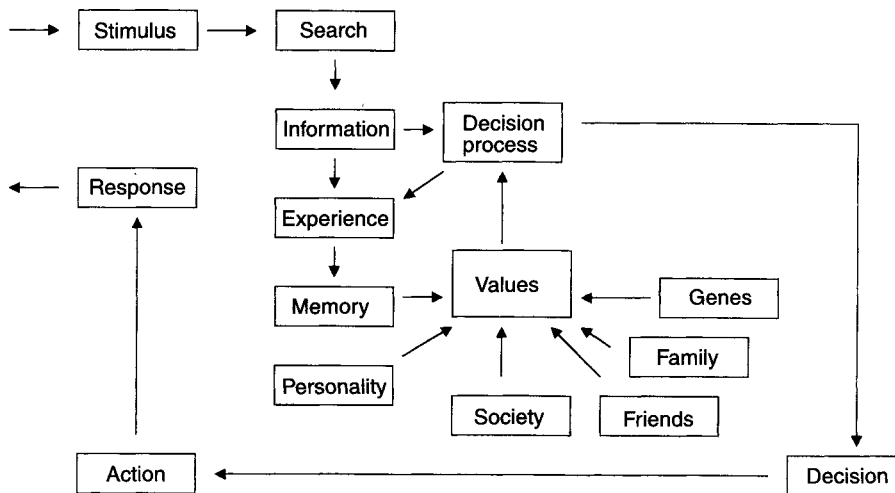 Stimulus
Search
Information
Decision
process
Response
Experience
Values
Memory
Genes
Family
Personality
Society
Friends
Action
Decision